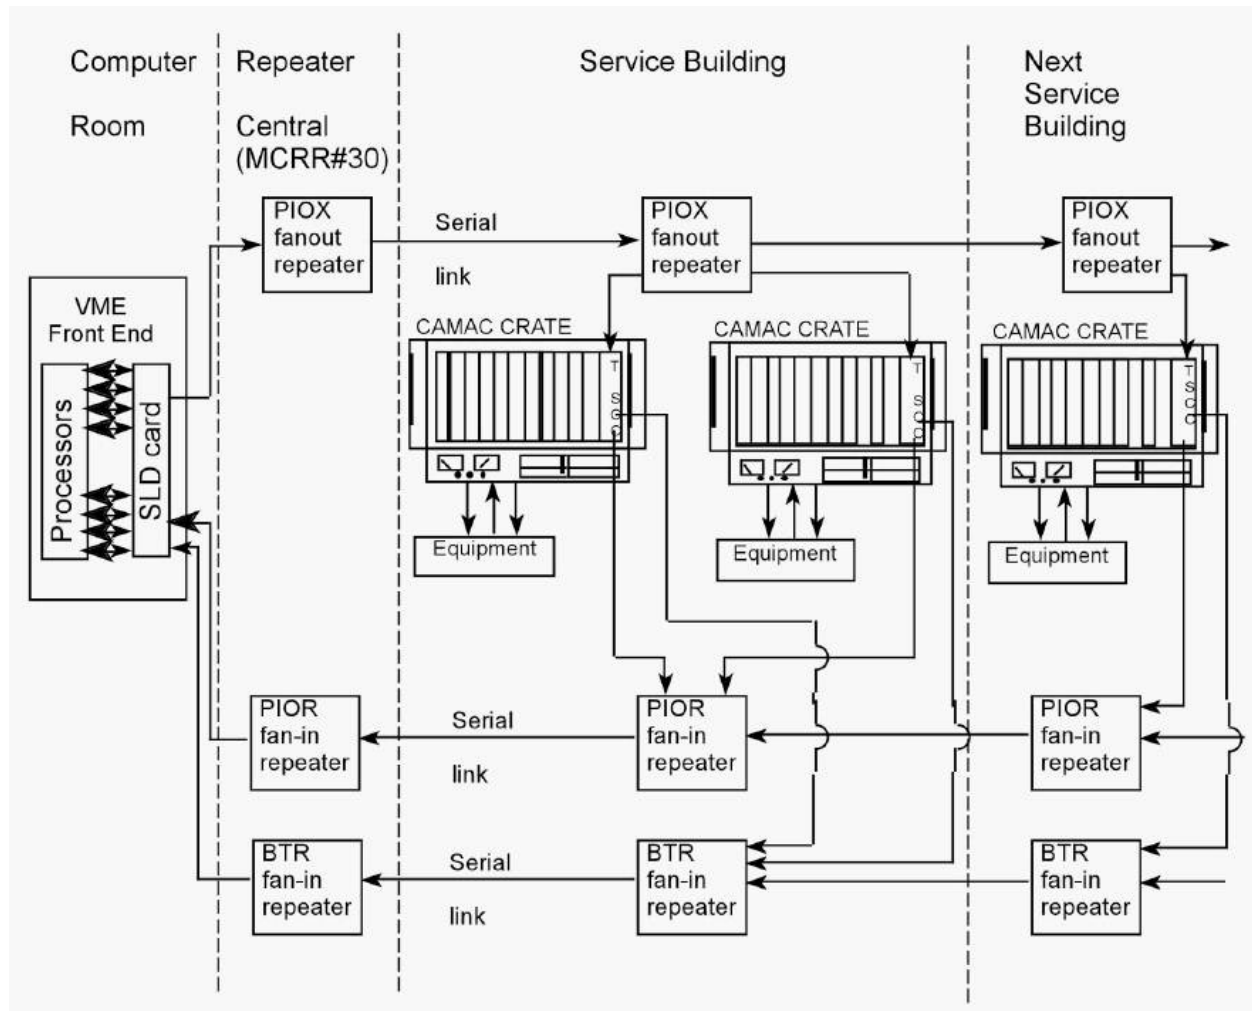 Computer
Room
Repeater
Central
(MCRR#30)
Service Building
Next
Service
Building
PIOX
fanout
repeater
Serial
link
PIOX
fanout
repeater
PIOX
fanout
repeater
VME
Front End
Processors
SLD card
CAMAC CRATE
T
S
C
C
Equipment
CAMAC CRATE
T
S
C
C
Equipment
CAMAC CRATE
T
S
C
C
Equipment
PIOR
fan-in
repeater
Serial
link
PIOR
fan-in
repeater
PIOR
fan-in
repeater
BTR
fan-in
repeater
Serial
link
BTR
fan-in
repeater
BTR
fan-in
repeater